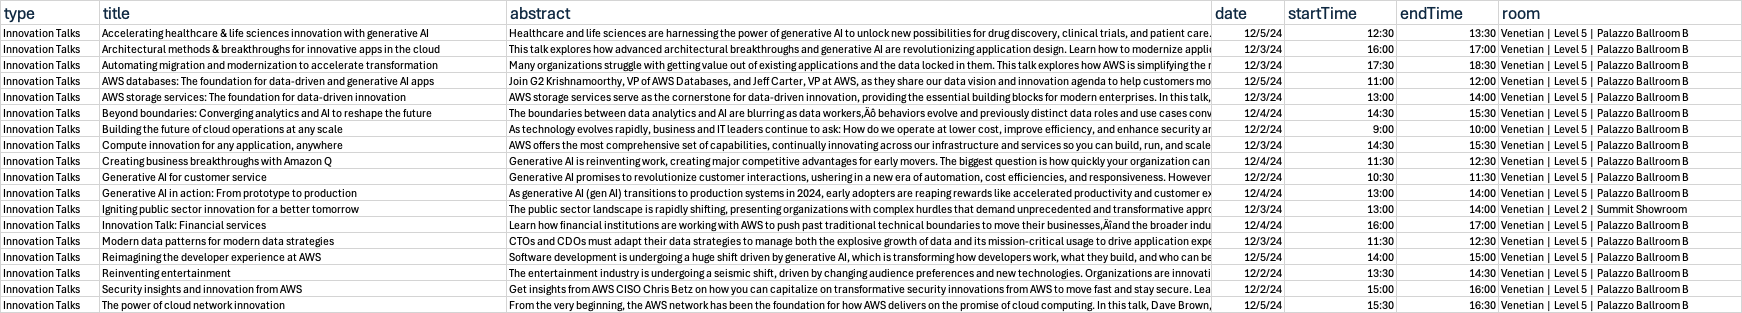 type title abstract date startTime endTime room
Innovation Talks Accelerating healthcare & life sciences innovation with generative AI Healthcare and life sciences are harnessing the power of generative AI to unlock new possibilities for drug discovery, clinical trials, and patient care. 12/5/24 12:30 13:30 Venetian | Level 5 | Palazzo Ballroom B
Innovation Talks Architectural methods & breakthroughs for innovative apps in the cloud This talk explores how advanced architectural breakthroughs and generative AI are revolutionizing application design. Learn how to modernize appli 12/3/24 16:00 17:00 Venetian | Level 5 | Palazzo Ballroom B
Innovation Talks Automating migration and modernization to accelerate transformation Many organizations struggle with getting value out of existing applications and the data locked in them. This talk explores how AWS is simplifying the r 12/3/24 17:30 18:30 Venetian | Level 5 | Palazzo Ballroom B
Innovation Talks AWS databases: The foundation for data-driven and generative AI apps Join G2 Krishnamoorthy, VP of AWS Databases, and Jeff Carter, VP at AWS, as they share our data vision and innovation agenda to help customers mo 12/5/24 11:00 12:00 Venetian | Level 5 | Palazzo Ballroom B
Innovation Talks AWS storage services: The foundation for data-driven innovation AWS storage services serve as the cornerstone for data-driven innovation, providing the essential building blocks for modern enterprises. In this talk, 12/3/24 13:00 14:00 Venetian | Level 5 | Palazzo Ballroom B
Innovation Talks Beyond boundaries: Converging analytics and AI to reshape the future The boundaries between data analytics and AI are blurring as data workers‚Äô behaviors evolve and previously distinct data roles and use cases conv 12/4/24 14:30 15:30 Venetian | Level 5 | Palazzo Ballroom B
Innovation Talks Building the future of cloud operations at any scale As technology evolves rapidly, business and IT leaders continue to ask: How do we operate at lower cost, improve efficiency, and enhance security ar 12/2/24 9:00 10:00 Venetian | Level 5 | Palazzo Ballroom B
Innovation Talks Compute innovation for any application, anywhere AWS offers the most comprehensive set of capabilities, continually innovating across our infrastructure and services so you can build, run, and scale 12/3/24 14:30 15:30 Venetian | Level 5 | Palazzo Ballroom B
Innovation Talks Creating business breakthroughs with Amazon Q Generative AI is reinventing work, creating major competitive advantages for early movers. The biggest question is how quickly your organization can 12/4/24 11:30 12:30 Venetian | Level 5 | Palazzo Ballroom B
Innovation Talks Generative AI for customer service Generative AI promises to revolutionize customer interactions, ushering in a new era of automation, cost efficiencies, and responsiveness. However 12/2/24 10:30 11:30 Venetian | Level 5 | Palazzo Ballroom B
Innovation Talks Generative AI in action: From prototype to production As generative AI (gen AI) transitions to production systems in 2024, early adopters are reaping rewards like accelerated productivity and customer ex 12/4/24 13:00 14:00 Venetian | Level 5 | Palazzo Ballroom B
Innovation Talks Igniting public sector innovation for a better tomorrow The public sector landscape is rapidly shifting, presenting organizations with complex hurdles that demand unprecedented and transformative appro 12/3/24 13:00 14:00 Venetian | Level 2 | Summit Showroom
Innovation Talks Innovation Talk: Financial services Learn how financial institutions are working with AWS to push past traditional technical boundaries to move their businesses‚Äîand the broader indu 12/4/24 16:00 17:00 Venetian | Level 5 | Palazzo Ballroom B
Innovation Talks Modern data patterns for modern data strategies CTOs and CDOs must adapt their data strategies to manage both the explosive growth of data and its mission-critical usage to drive application expe 12/3/24 11:30 12:30 Venetian | Level 5 | Palazzo Ballroom B
Innovation Talks Reimagining the developer experience at AWS Software development is undergoing a huge shift driven by generative AI, which is transforming how developers work, what they build, and who can be 12/5/24 14:00 15:00 Venetian | Level 5 | Palazzo Ballroom B
Innovation Talks Reinventing entertainment The entertainment industry is undergoing a seismic shift, driven by changing audience preferences and new technologies. Organizations are innovati 12/2/24 13:30 14:30 Venetian | Level 5 | Palazzo Ballroom B
Innovation Talks Security insights and innovation from AWS Get insights from AWS CISO Chris Betz on how you can capitalize on transformative security innovations from AWS to move fast and stay secure. Lea 12/2/24 15:00 16:00 Venetian | Level 5 | Palazzo Ballroom B
Innovation Talks The power of cloud network innovation From the very beginning, the AWS network has been the foundation for how AWS delivers on the promise of cloud computing. In this talk, Dave Brown, 12/5/24 15:30 16:30 Venetian | Level 5 | Palazzo Ballroom B